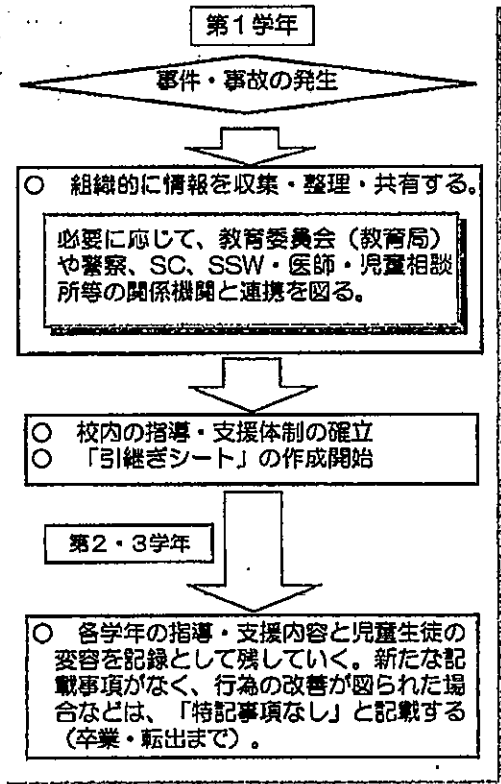 第1学年
事件・事故の発生
○ 組織的に情報を収集・整理・共有する。
必要に応じて、教育委員会（教育局）
や警察、SC、SSW・医師・児童相談
所等の関係機関と連携を図る。
○ 校内の指導・支援体制の確立
○ 「引継ぎシート」の作成開始
第2・3学年
○ 各学年の指導・支援内容と児童生徒の
変容を記録として残していく。新たな記
載事項がなく、行為の改善が図られた場
合などは、「特記事項なし」と記載する
（卒業・転出まで）。